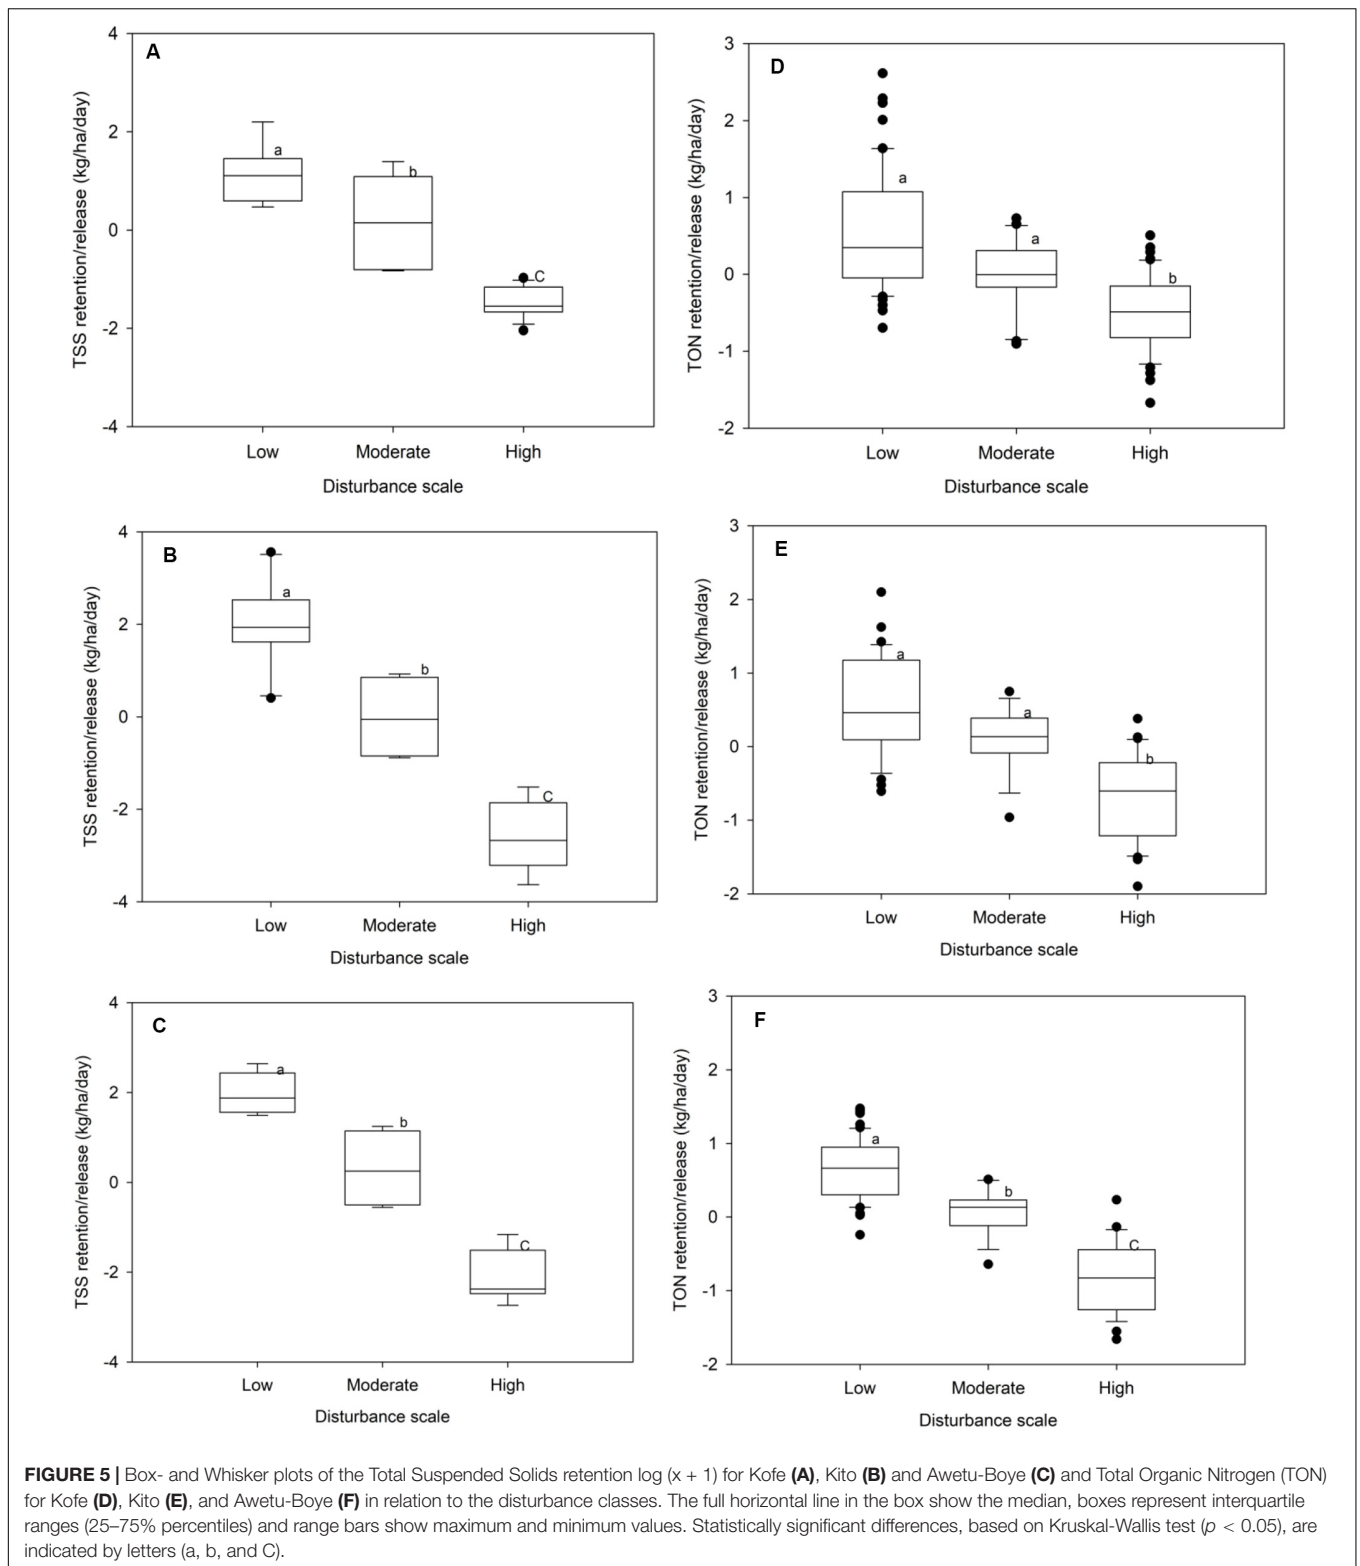 A
TSS retention/release (kg/ha/day)
4
2
0
-2
-4
a
b
C
Low Moderate High
Disturbance scale
D
TON retention/release (kg/ha/day)
3
2
1
0
-1
-2
a
a
b
Low Moderate High
Disturbance scale
B
TSS retention/release (kg/ha/day)
4
2
0
-2
-4
a
b
C
Low Moderate High
Disturbance scale
E
TON retention/release (kg/ha/day)
3
2
1
0
-1
-2
a
a
b
Low Moderate High
Disturbance scale
C
TSS retention/release (kg/ha/day)
4
2
0
-2
-4
a
b
C
Low Moderate High
Disturbance scale
F
TON retention/release (kg/ha/day)
3
2
1
0
-1
-2
a
b
C
Low Moderate High
Disturbance scale
FIGURE 5 | Box- and Whisker plots of the Total Suspended Solids retention log (x + 1) for Kofe (A), Kito (B) and Awetu-Boye (C) and Total Organic Nitrogen (TON)
for Kofe (D), Kito (E), and Awetu-Boye (F) in relation to the disturbance classes. The full horizontal line in the box show the median, boxes represent interquartile
ranges (25–75% percentiles) and range bars show maximum and minimum values. Statistically significant differences, based on Kruskal-Wallis test (p < 0.05), are
indicated by letters (a, b, and C).